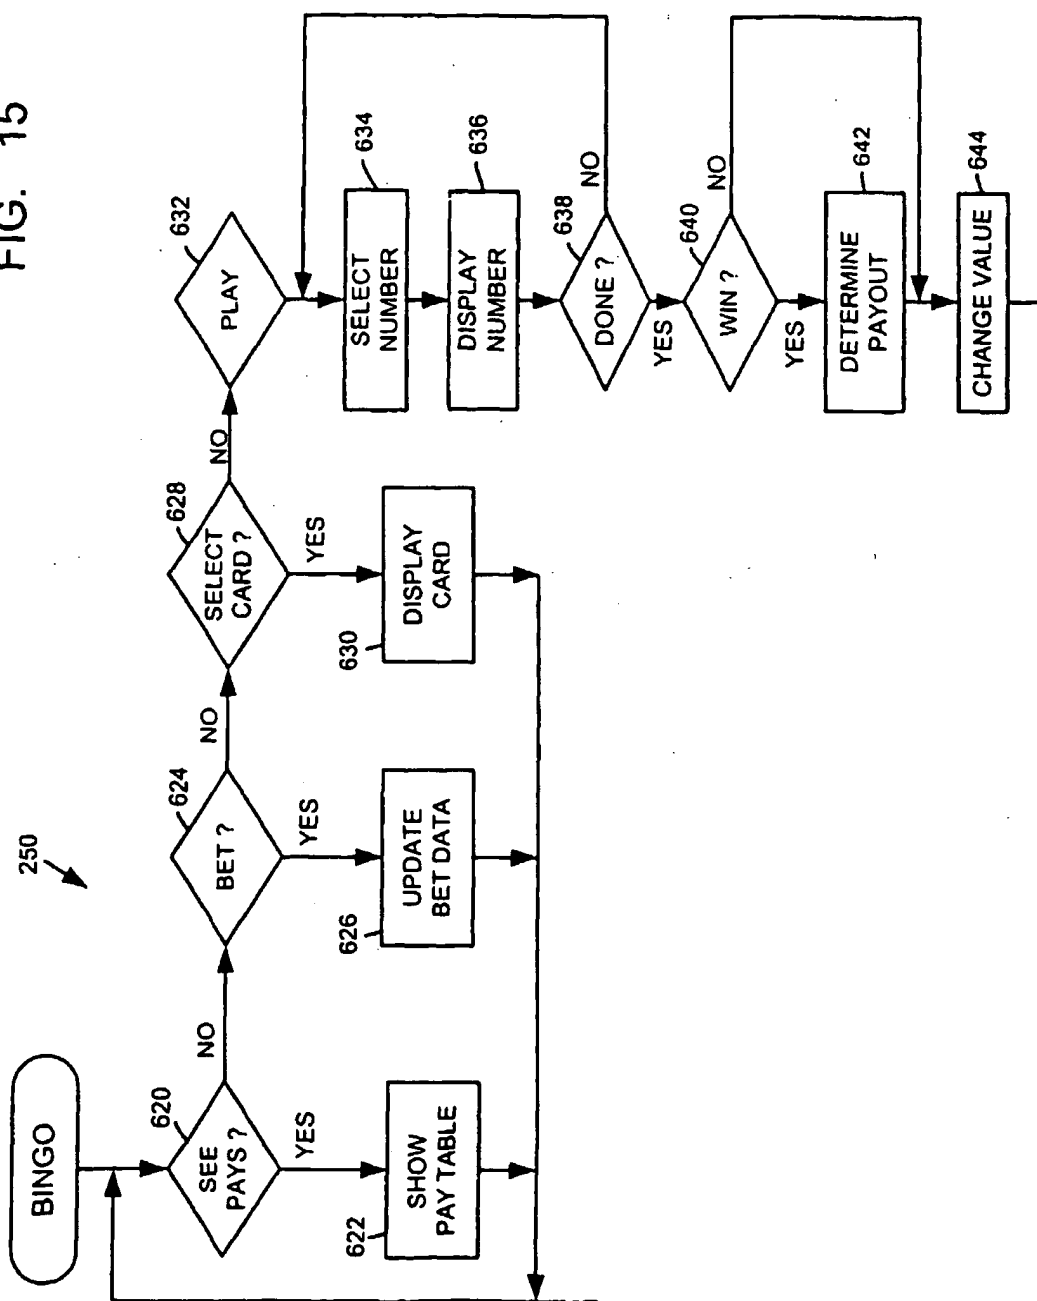 FIG. 15
250
BINGO
620
SEE
PAYS ?
NO
YES
622
SHOW
PAY TABLE
624
BET ?
NO
YES
626
UPDATE
BET DATA
628
SELECT
CARD ?
NO
YES
630
DISPLAY
CARD
632
PLAY
634
SELECT
NUMBER
636
DISPLAY
NUMBER
638
DONE ?
NO
YES
640
WIN ?
NO
YES
642
DETERMINE
PAYOUT
644
CHANGE VALUE